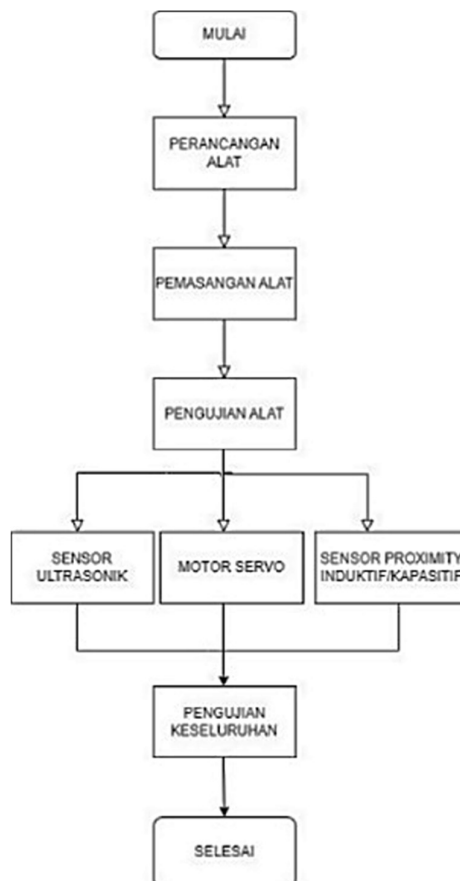 MULAI
PERANCANGAN
ALAT
PEMASANGAN ALAT
PENGUJIAN ALAT
SENSOR
ULTRASONIK
MOTOR SERVO
SENSOR PROXIMITY
INDUKTIF/KAPASITIF
PENGUJIAN
KESELURUHAN
SELESAI